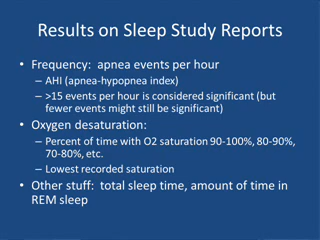 Results on Sleep Study Reports
• Frequency: apnea events per hour
– AHI (apnea-hypopnea index)
– >15 events per hour is considered significant (but
fewer events might still be significant)
• Oxygen desaturation:
– Percent of time with O2 saturation 90-100%, 80-90%,
70-80%, etc.
– Lowest recorded saturation
• Other stuff: total sleep time, amount of time in
REM sleep